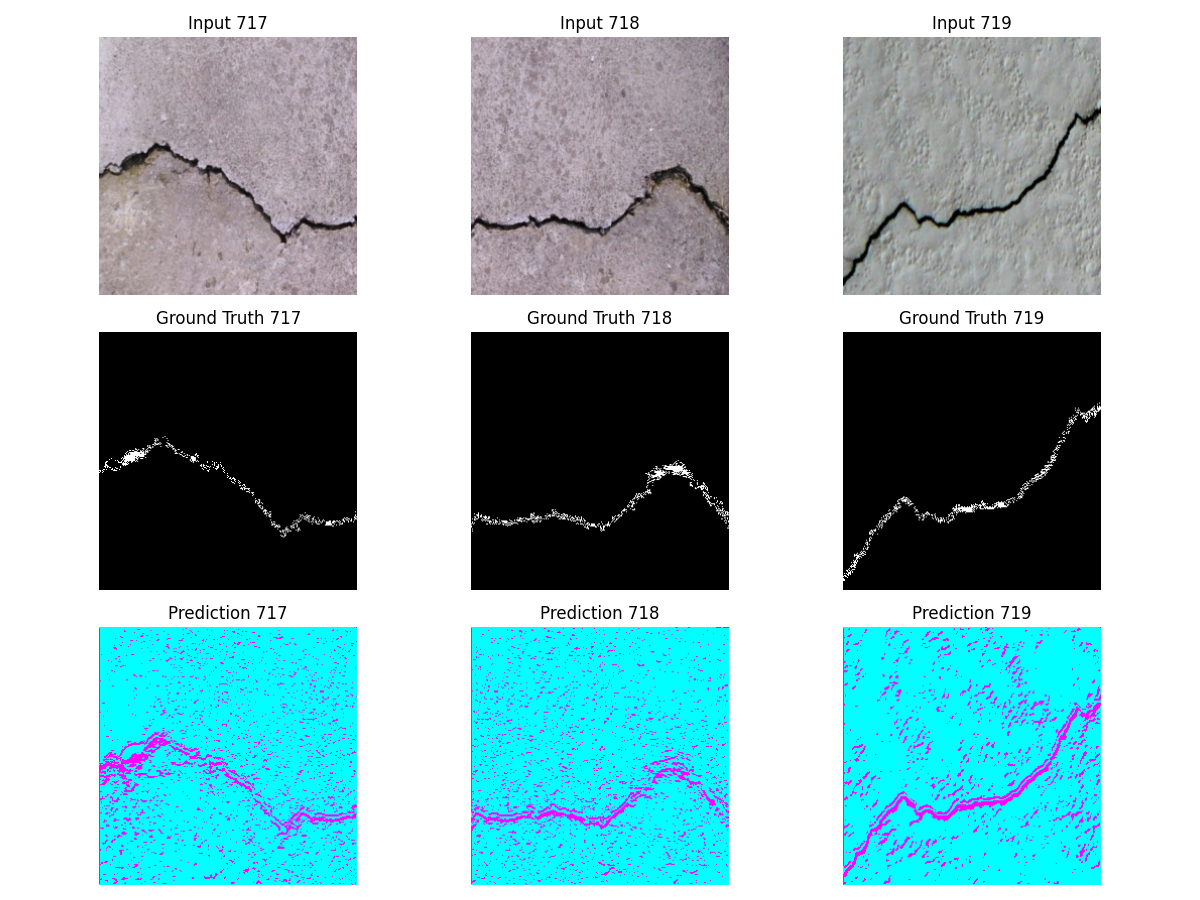 Input 717
Input 718
Input 719
Ground Truth 717
Ground Truth 718
Ground Truth 719
Prediction 717
Prediction 718
Prediction 719